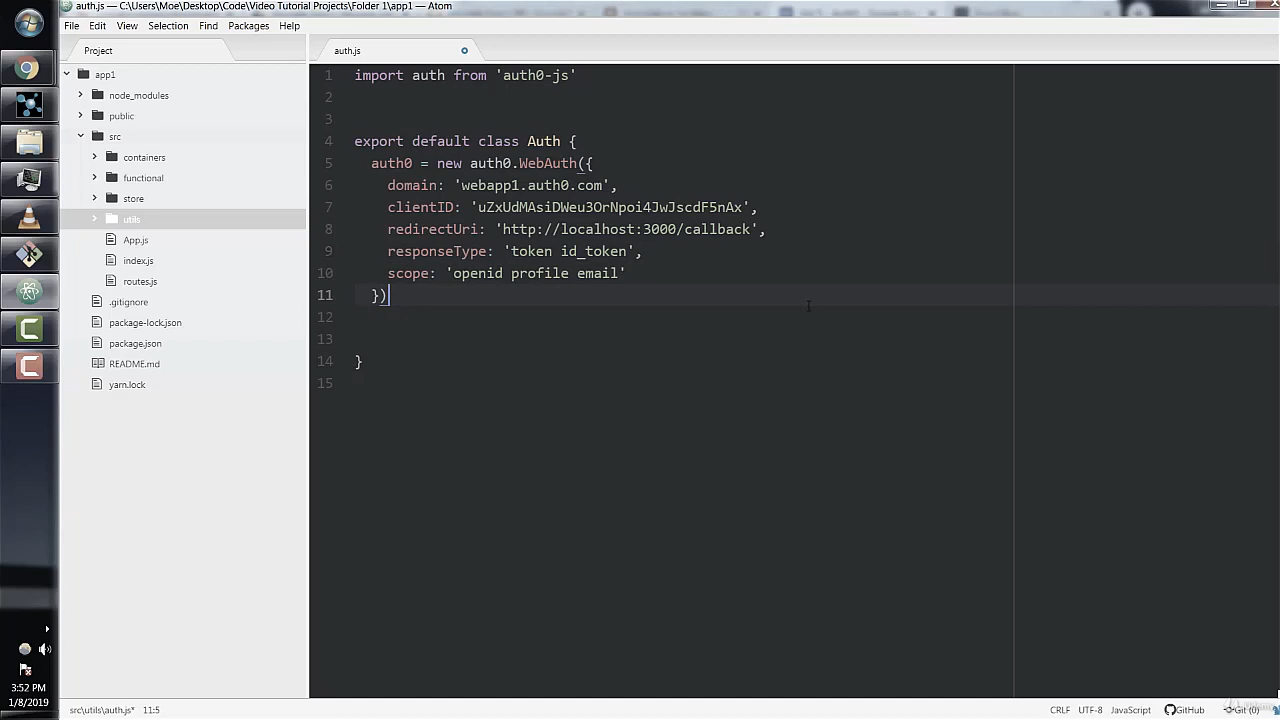 auth.js — C:\Users\Moe\Desktop\Code\Video Tutorial Projects\Folder 1\app1 — Atom
File Edit View Selection Find Packages Help
Project
auth.js
app1
node_modules
public
src
containers
functional
store
utils
App.js
index.js
routes.js
.gitignore
package-lock.json
package.json
README.md
yarn.lock
1 import auth from 'auth0-js'
2
3
4 export default class Auth {
5 auth0 = new auth0.WebAuth({
6 domain: 'webapp1.auth0.com',
7 clientID: 'uZxUdMAsiDWeu3OrNpoi4JwJscdF5nAx',
8 redirectUri: 'http://localhost:3000/callback',
9 responseType: 'token id_token',
10 scope: 'openid profile email'
11 })
12
13
14 }
15
3:52 PM
1/8/2019
src\utils\auth.js* 11:5
CRLF UTF-8 JavaScript GitHub Git (0)